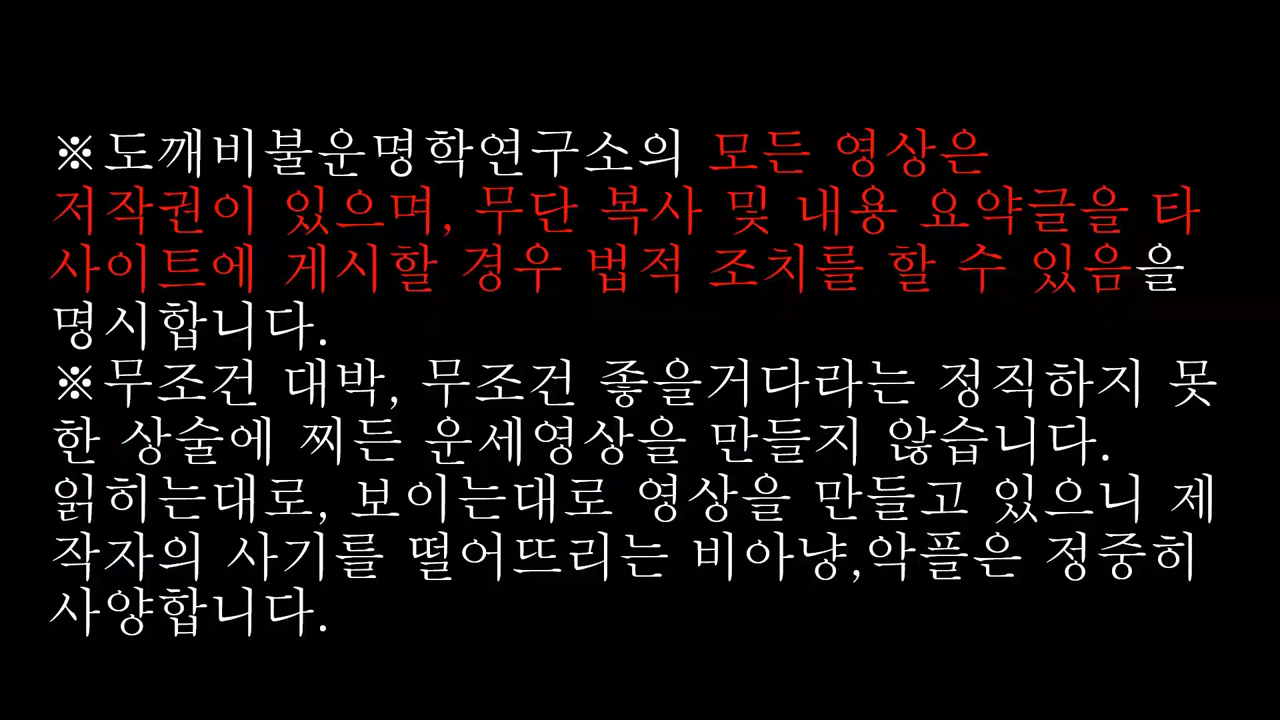 ※도깨비불운명학연구소의 모든 영상은
저작권이 있으며, 무단 복사 및 내용 요약글을 타
사이트에 게시할 경우 법적 조치를 할 수 있음을
명시합니다.
※무조건 대박, 무조건 좋을거다라는 정직하지 못
한 상술에 찌든 운세영상을 만들지 않습니다.
읽히는대로, 보이는대로 영상을 만들고 있으니 제
작자의 사기를 떨어뜨리는 비아냥,악플은 정중히
사양합니다.